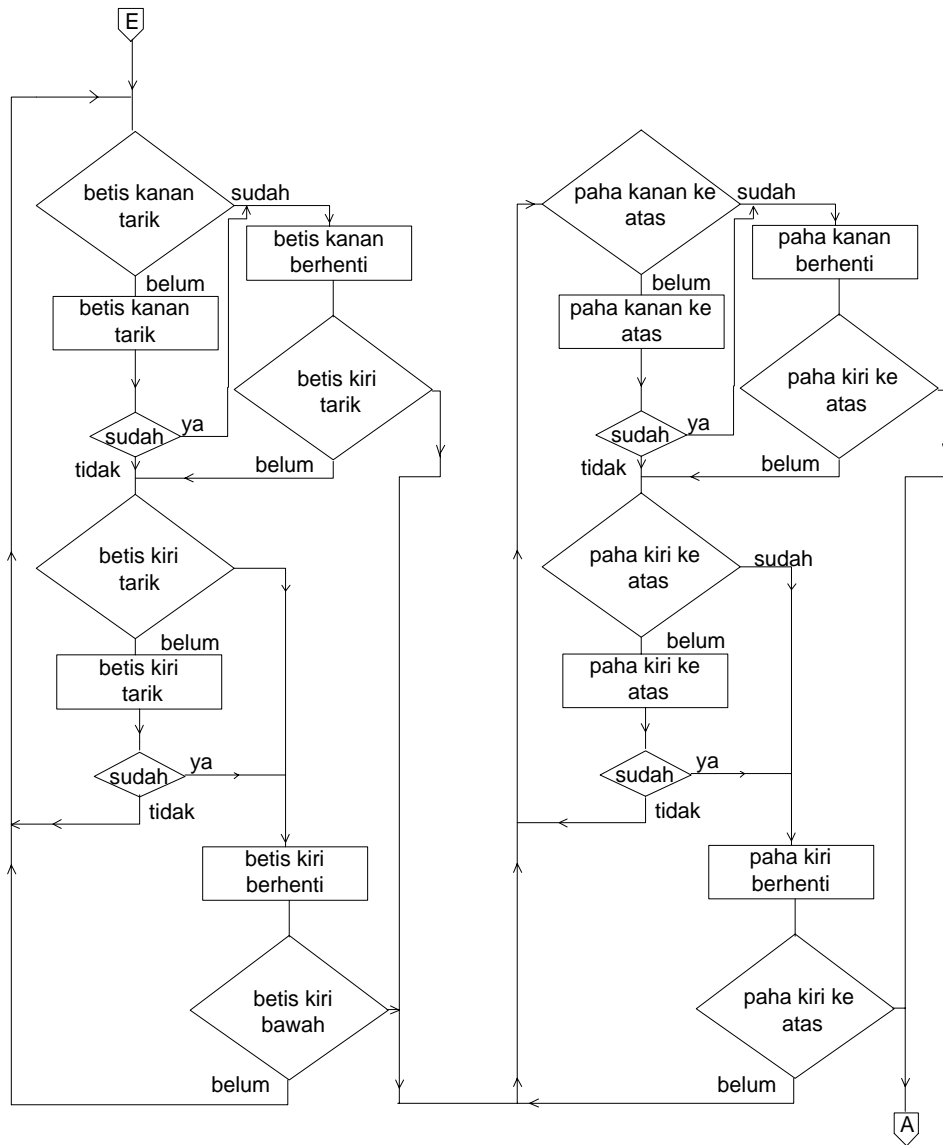 E
betis kanan
tarik
sudah
betis kanan
berhenti
belum
betis kanan
tarik
betis kiri
tarik
sudah
ya
tidak
belum
betis kiri
tarik
belum
betis kiri
tarik
sudah
ya
tidak
betis kiri
berhenti
betis kiri
bawah
belum
paha kanan ke
atas
sudah
paha kanan
berhenti
belum
paha kanan ke
atas
paha kiri ke
atas
sudah
ya
tidak
belum
paha kiri ke
atas
sudah
belum
paha kiri ke
atas
sudah
ya
tidak
paha kiri
berhenti
paha kiri ke
atas
belum
A